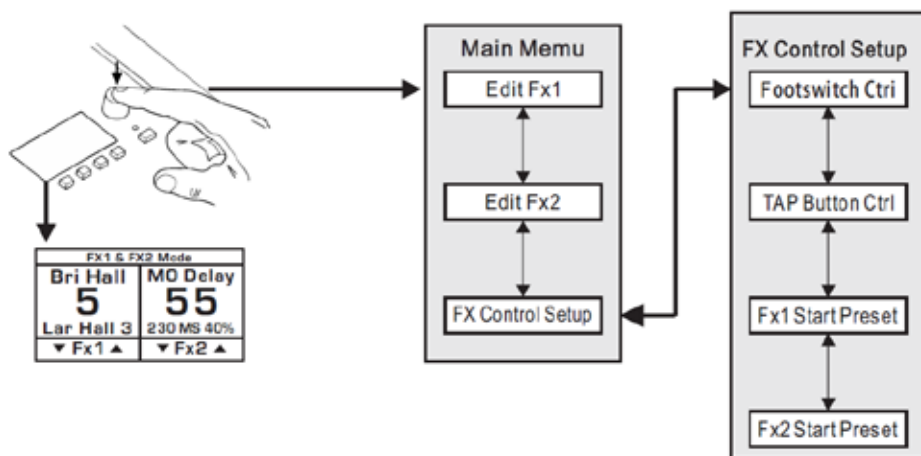 Main Memu
Edit Fx1
Edit Fx2
FX Control Setup
FX Control Setup
Footswitch Ctrl
TAP Button Ctrl
Fx1 Start Preset
Fx2 Start Preset
FX1 & FX2 Mode
Bri Hall
5
Lar Hall 3
▼ Fx1 ▲
MO Delay
55
230 MS 40%
▼ Fx2 ▲